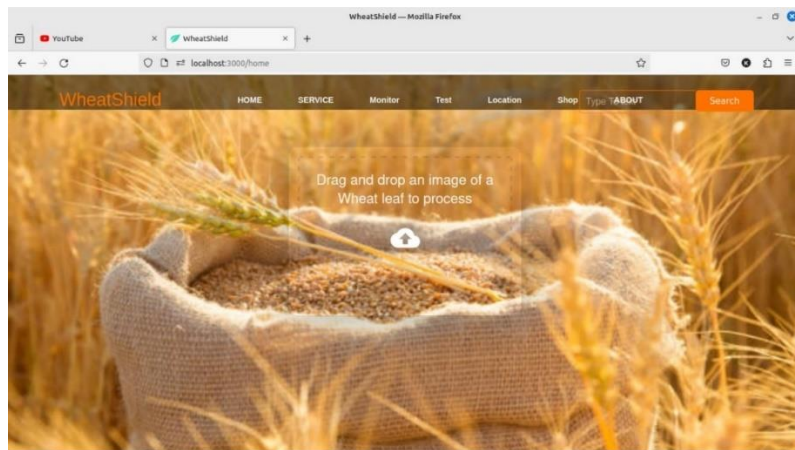 WheatShield — Mozilla Firefox
YouTube WheatShield
localhost:3000/home
WheatShield HOME SERVICE Monitor Test Location Shop Type ABOUT Search
Drag and drop an image of a
Wheat leaf to process